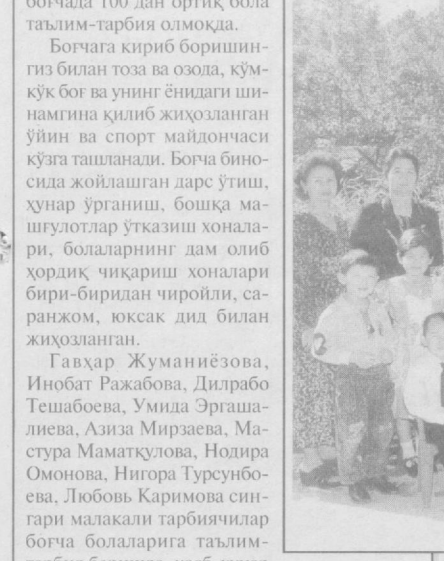 боғчада 100 дан ортиқ бола
таълим-тарбия олмоқда.
Боғчага кириб боришин-
гиз билан тоза ва озода, кўм-
кўк боғ ва унинг ёнидаги ши-
намгина қилиб жиҳозланган
ўйин ва спорт майдончаси
кўзга ташланади. Боғча бино-
сида жойлашган дарс ўтиш,
ҳунар ўрганиш, бошқа ма-
шғулотлар ўтказиш хонала-
ри, болаларнинг дам олиб
ҳордиқ чиқариш хоналари
бири-биридан чиройли, са-
ранжом, юксак дид билан
жиҳозланган.
Гавҳар Жуманиёзова,
Инобат Ражабова, Дилрабо
Тешабоева, Умида Эргаша-
лиева, Азиза Мирзаева, Ма-
стура Маматқулова, Нодира
Омонова, Нигора Турсунбо-
ева, Любовь Каримова син-
гари малакали тарбиячилар
боғча болаларига таълим-